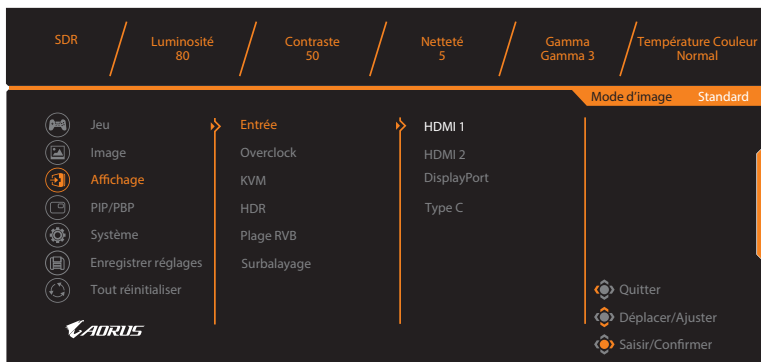 SDR
Luminosité
80
Contraste
50
Netteté
5
Gamma
Gamma 3
Température Couleur
Normal
Mode d'image Standard
Jeu
Image
Affichage
PIP/PBP
Système
Enregistrer réglages
Tout réinitialiser
Entrée
Overclock
KVM
HDR
Plage RVB
Surbalayage
HDMI 1
HDMI 2
DisplayPort
Type C
Quitter
Déplacer/Ajuster
Saisir/Confirmer
AORUS